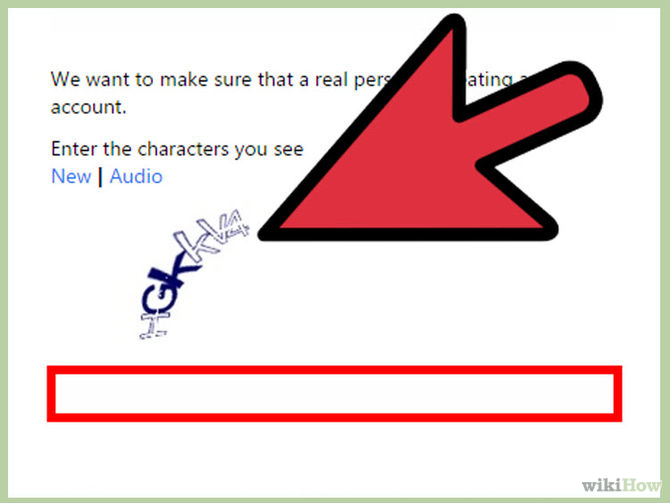 We want to make sure that a real
account.
Enter the characters you see
New | Audio
wikiHow